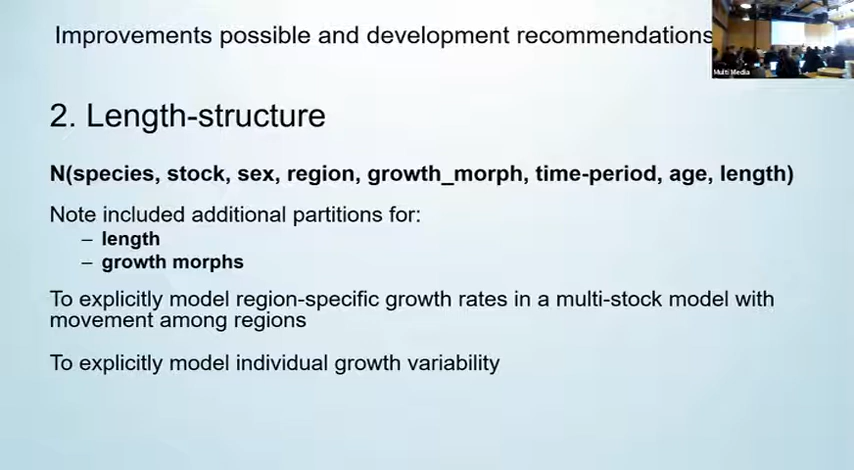 Improvements possible and development recommendations
Multi Media
2. Length-structure
N(species, stock, sex, region, growth_morph, time-period, age, length)
Note included additional partitions for:
– length
– growth morphs
To explicitly model region-specific growth rates in a multi-stock model with
movement among regions
To explicitly model individual growth variability